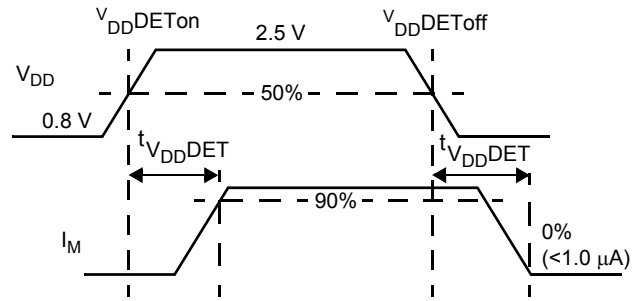 VDDDETon
VDDDEToff
2.5 V
VDD
50%
0.8 V
tVDDDET
tVDDDET
90%
IM
0%
(<1.0 µA)